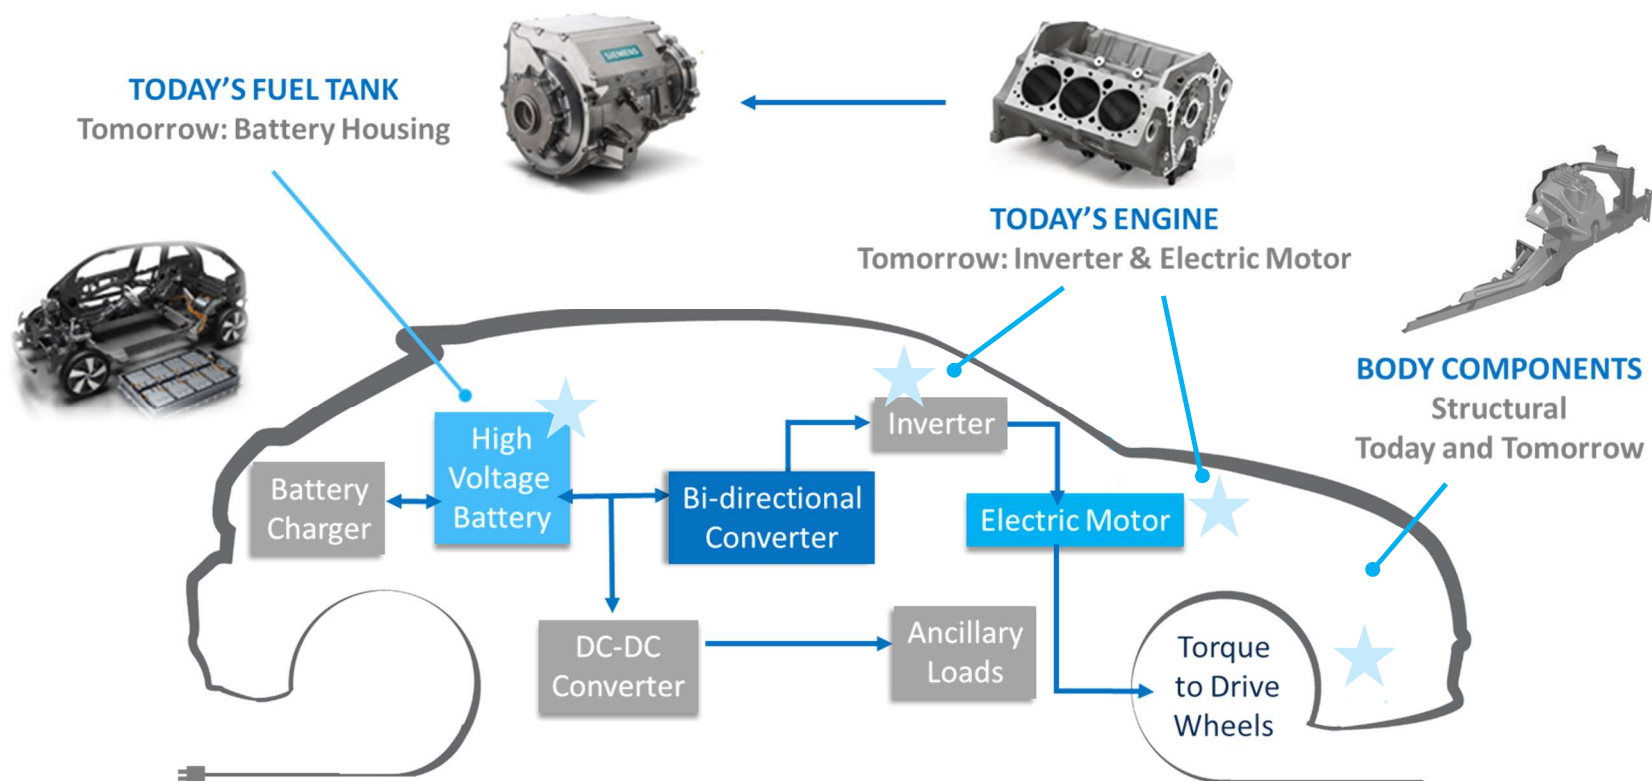 SIEMENS
TODAY’S FUEL TANK
Tomorrow: Battery Housing
TODAY’S ENGINE
Tomorrow: Inverter & Electric Motor
BODY COMPONENTS
Structural
Today and Tomorrow
Inverter
High
Voltage
Battery
Battery
Charger
Bi-directional
Converter
Electric Motor
DC-DC
Converter
Ancillary
Loads
Torque
to Drive
Wheels